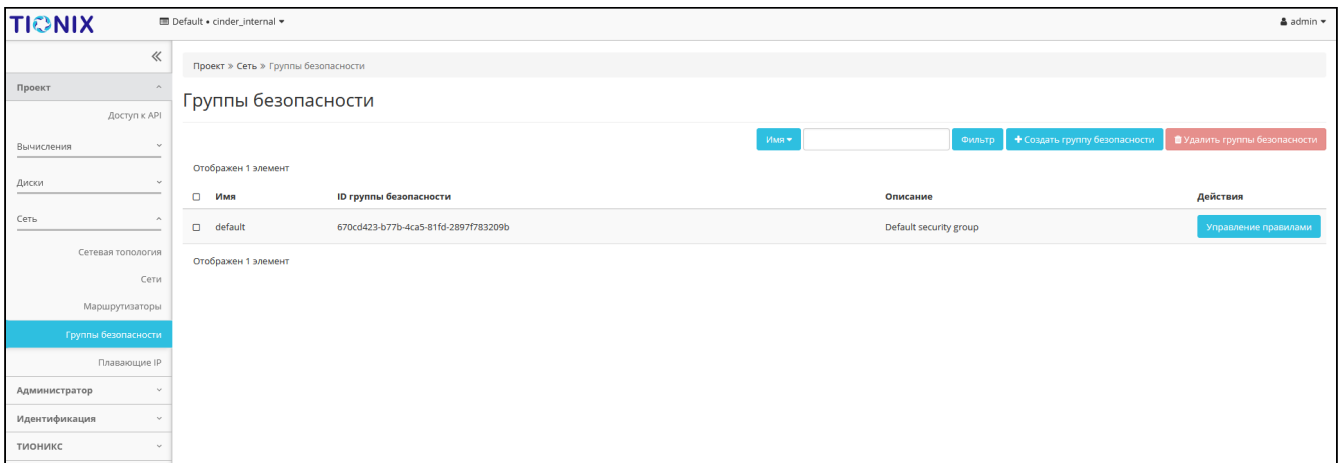 TIONIX
Default • cinder_internal
admin
Проект » Сеть » Группы безопасности
Проект
Доступ к API
Вычисления
Диски
Сеть
Сетевая топология
Сети
Маршрутизаторы
Группы безопасности
Плавающие IP
Администратор
Идентификация
ТИОНИКС
Группы безопасности
Имя Фильтр + Создать группу безопасности Удалить группы безопасности
Отображен 1 элемент
Имя ID группы безопасности Описание Действия
default 670cd423-b77b-4ca5-81fd-2897f783209b Default security group Управление правилами
Отображен 1 элемент